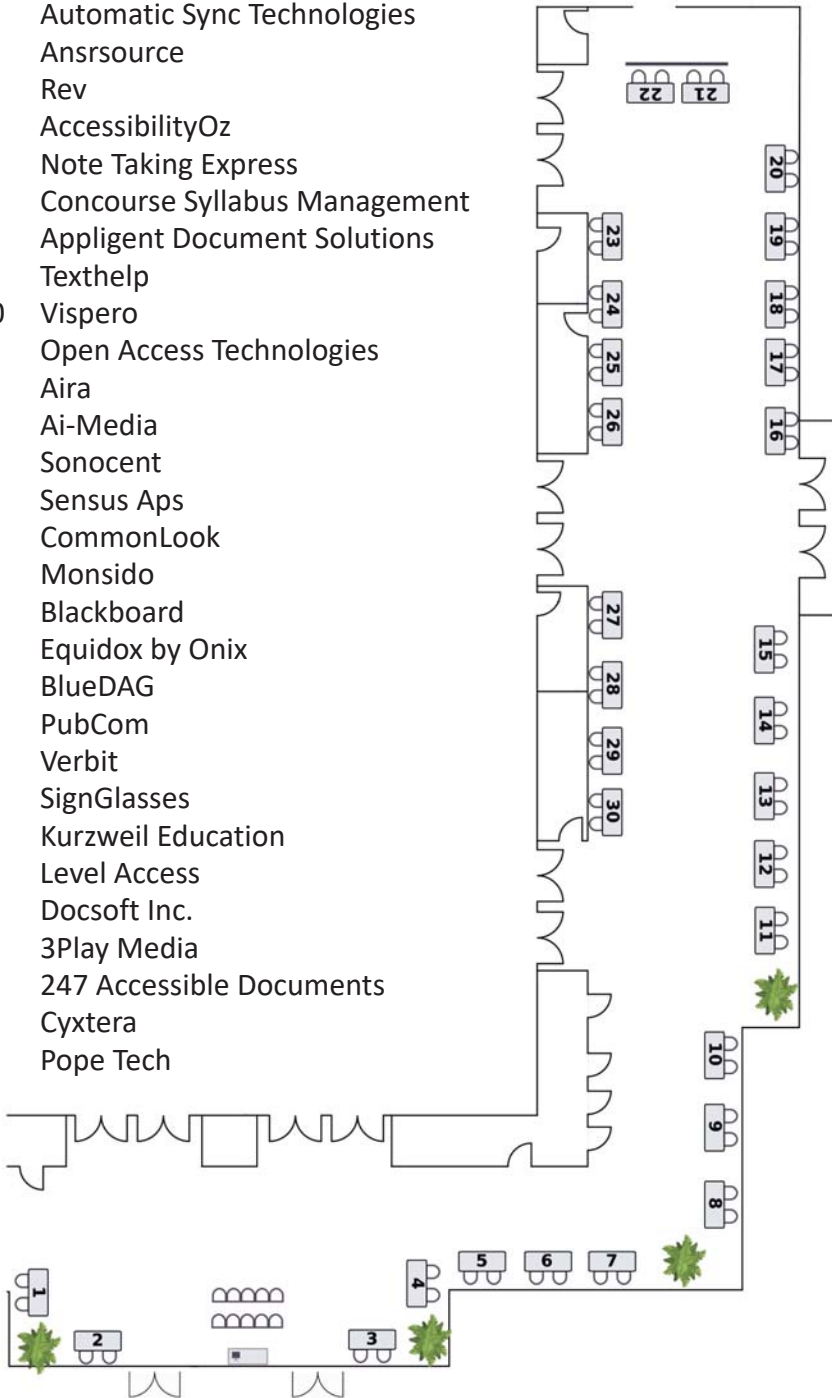 Automatic Sync Technologies
Ansrsource
Rev
AccessibilityOz
Note Taking Express
Concourse Syllabus Management
Appligent Document Solutions
Texthelp
0 Vispero
Open Access Technologies
Aira
Ai-Media
Sonocent
Sensus Aps
CommonLook
Monsido
Blackboard
Equidox by Onix
BlueDAG
PubCom
Verbit
SignGlasses
Kurzweil Education
Level Access
Docsoft Inc.
3Play Media
247 Accessible Documents
Cyxtera
Pope Tech
22 21
20
23 19
24 18
25 17
26 16
27
15
28
14
29
13
30
12
11
10
9
8
5 6 7
4
1
2 3